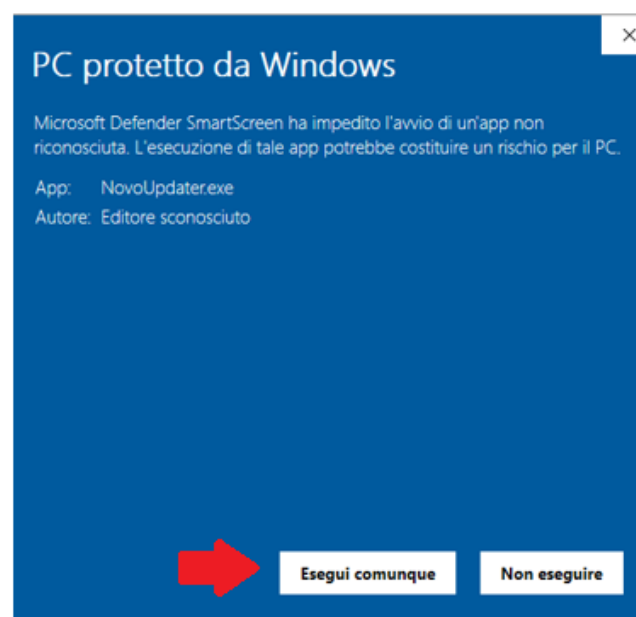 PC protetto da Windows
Microsoft Defender SmartScreen ha impedito l'avvio di un'app non
riconosciuta. L'esecuzione di tale app potrebbe costituire un rischio per il PC.
App: NovoUpdater.exe
Autore: Editore sconosciuto
Esegui comunque Non eseguire